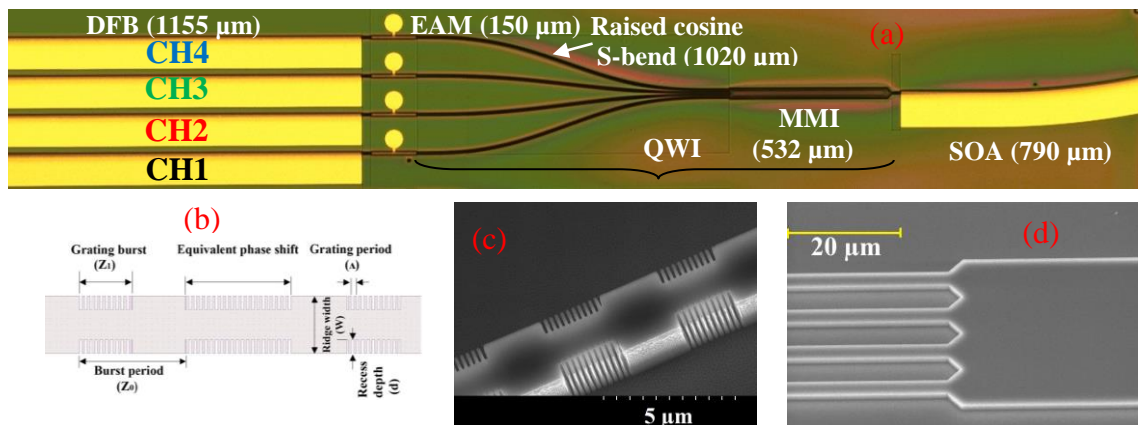 DFB (1155 µm)
EAM (150 µm)
Raised cosine
S-bend (1020 µm)
(a)
CH4
CH3
CH2
CH1
QWI
MMI
(532 µm)
SOA (790 µm)
(b)
Grating burst
(Z₁)
Equivalent phase shift
Grating period
(Λ)
Ridge width
(W)
Burst period
(Z₀)
Recess
depth
(d)
(c)
5 µm
20 µm
(d)